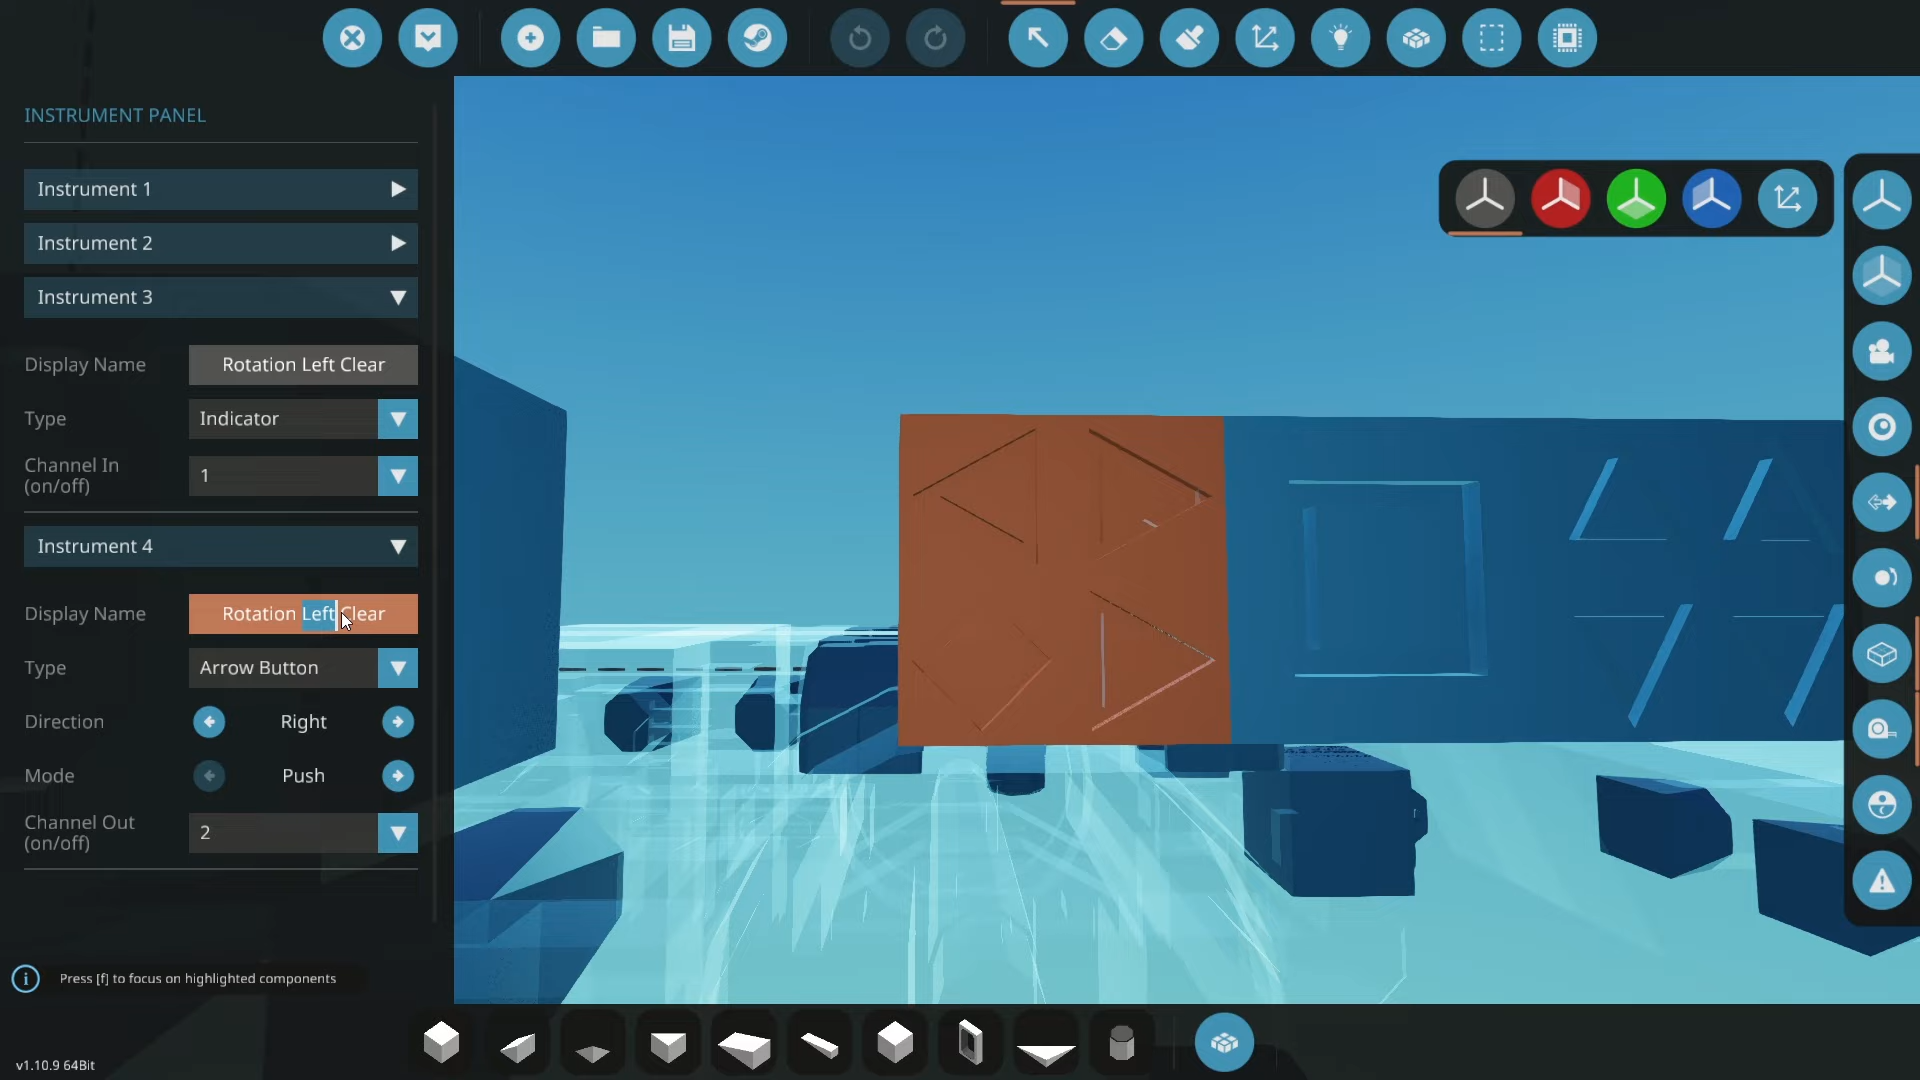 INSTRUMENT PANEL
Instrument 1
Instrument 2
Instrument 3
Display Name
Rotation Left Clear
Type
Indicator
Channel In
(on/off)
1
Instrument 4
Display Name
Rotation Left Clear
Type
Arrow Button
Direction
Right
Mode
Push
Channel Out
(on/off)
2
Press [f] to focus on highlighted components
v1.10.9 64Bit